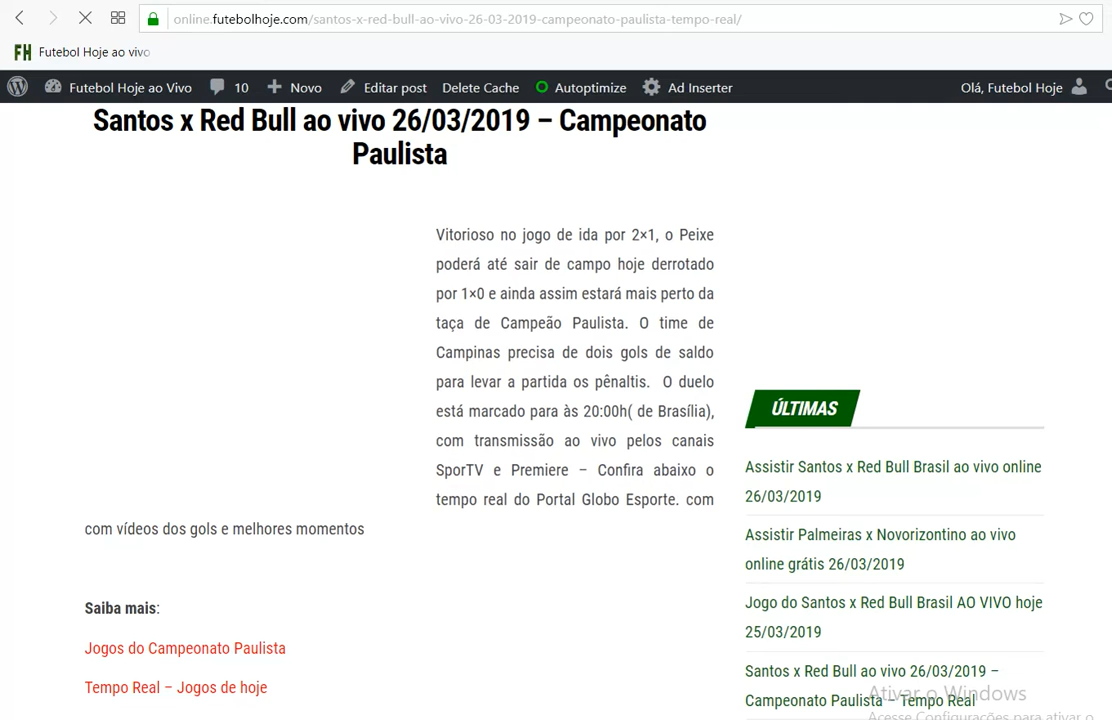 online.futebolhoje.com/santos-x-red-bull-ao-vivo-26-03-2019-campeonato-paulista-tempo-real/
FH Futebol Hoje ao vivo
Futebol Hoje ao Vivo 10 Novo Editar post Delete Cache Autoptimize Ad Inserter Olá, Futebol Hoje
Santos x Red Bull ao vivo 26/03/2019 – Campeonato
Paulista
Vitorioso no jogo de ida por 2×1, o Peixe
poderá até sair de campo hoje derrotado
por 1×0 e ainda assim estará mais perto da
taça de Campeão Paulista. O time de
Campinas precisa de dois gols de saldo
para levar a partida os pênaltis. O duelo
está marcado para às 20:00h( de Brasília),
com transmissão ao vivo pelos canais
SporTV e Premiere – Confira abaixo o
tempo real do Portal Globo Esporte. com
com vídeos dos gols e melhores momentos
Saiba mais:
Jogos do Campeonato Paulista
Tempo Real – Jogos de hoje
ÚLTIMAS
Assistir Santos x Red Bull Brasil ao vivo online
26/03/2019
Assistir Palmeiras x Novorizontino ao vivo
online grátis 26/03/2019
Jogo do Santos x Red Bull Brasil AO VIVO hoje
25/03/2019
Santos x Red Bull ao vivo 26/03/2019 –
Campeonato Paulista – Tempo Real
Ativar o Windows
Acesse Configurações para ativar o